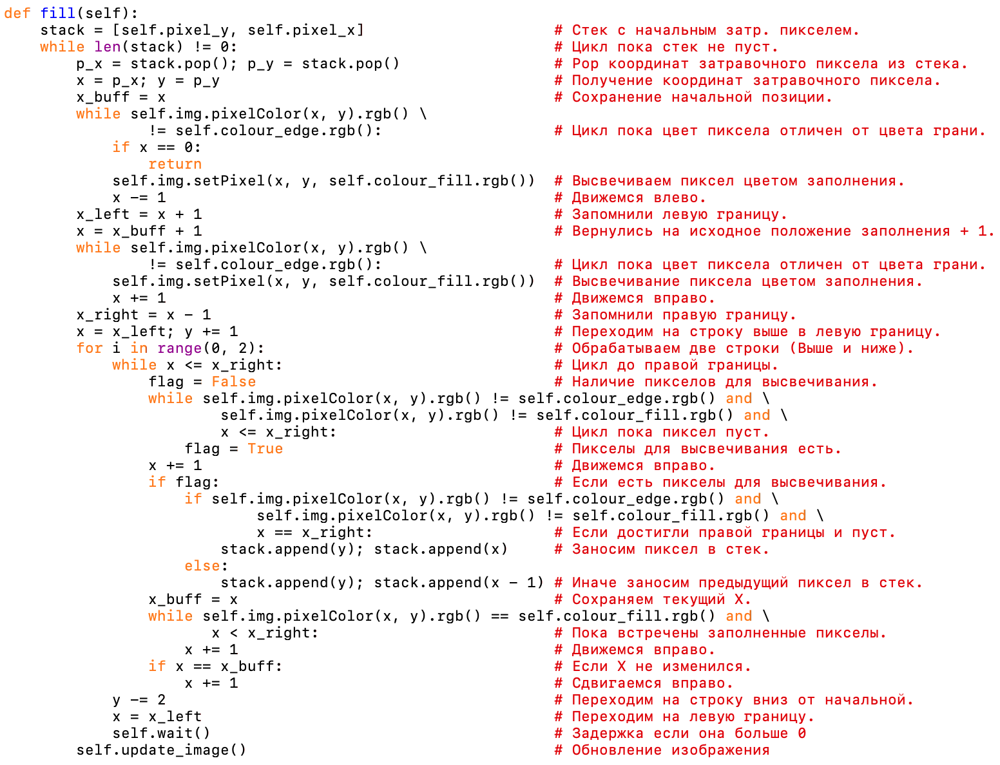 def fill(self):
    stack = [self.pixel_y, self.pixel_x]                     # Стек с начальным затр. пикселем.
    while len(stack) != 0:                                   # Цикл пока стек не пуст.
        p_x = stack.pop(); p_y = stack.pop()                 # Pop координат затравочного пиксела из стека.
        x = p_x; y = p_y                                     # Получение координат затравочного пиксела.
        x_buff = x                                           # Сохранение начальной позиции.
        while self.img.pixelColor(x, y).rgb() \
                != self.colour_edge.rgb():                   # Цикл пока цвет пиксела отличен от цвета грани.
            if x == 0:
                return
            self.img.setPixel(x, y, self.colour_fill.rgb())  # Высвечиваем пиксел цветом заполнения.
            x -= 1                                           # Движемся влево.
        x_left = x + 1                                       # Запомнили левую границу.
        x = x_buff + 1                                       # Вернулись на исходное положение заполнения + 1.
        while self.img.pixelColor(x, y).rgb() \
                != self.colour_edge.rgb():                   # Цикл пока цвет пиксела отличен от цвета грани.
            self.img.setPixel(x, y, self.colour_fill.rgb())  # Высвечивание пиксела цветом заполнения.
            x += 1                                           # Движемся вправо.
        x_right = x - 1                                      # Запомнили правую границу.
        x = x_left; y += 1                                   # Переходим на строку выше в левую границу.
        for i in range(0, 2):                                # Обрабатываем две строки (Выше и ниже).
            while x <= x_right:                              # Цикл до правой границы.
                flag = False                                 # Наличие пикселов для высвечивания.
                while self.img.pixelColor(x, y).rgb() != self.colour_edge.rgb() and \
                        self.img.pixelColor(x, y).rgb() != self.colour_fill.rgb() and \
                        x <= x_right:                        # Цикл пока пиксел пуст.
                    flag = True                              # Пикселы для высвечивания есть.
                x += 1                                       # Движемся вправо.
                if flag:                                     # Если есть пикселы для высвечивания.
                    if self.img.pixelColor(x, y).rgb() != self.colour_edge.rgb() and \
                            self.img.pixelColor(x, y).rgb() != self.colour_fill.rgb() and \
                            x == x_right:                    # Если достигли правой границы и пуст.
                        stack.append(y); stack.append(x)     # Заносим пиксел в стек.
                    else:
                        stack.append(y); stack.append(x - 1) # Иначе заносим предыдущий пиксел в стек.
                x_buff = x                                   # Сохраняем текущий X.
                while self.img.pixelColor(x, y).rgb() == self.colour_fill.rgb() and \
                       x < x_right:                          # Пока встречены заполненные пикселы.
                    x += 1                                   # Движемся вправо.
                if x == x_buff:                              # Если X не изменился.
                    x += 1                                   # Сдвигаемся вправо.
            y -= 2                                           # Переходим на строку вниз от начальной.
            x = x_left                                       # Переходим на левую границу.
            self.wait()                                      # Задержка если она больше 0
        self.update_image()                                  # Обновление изображения